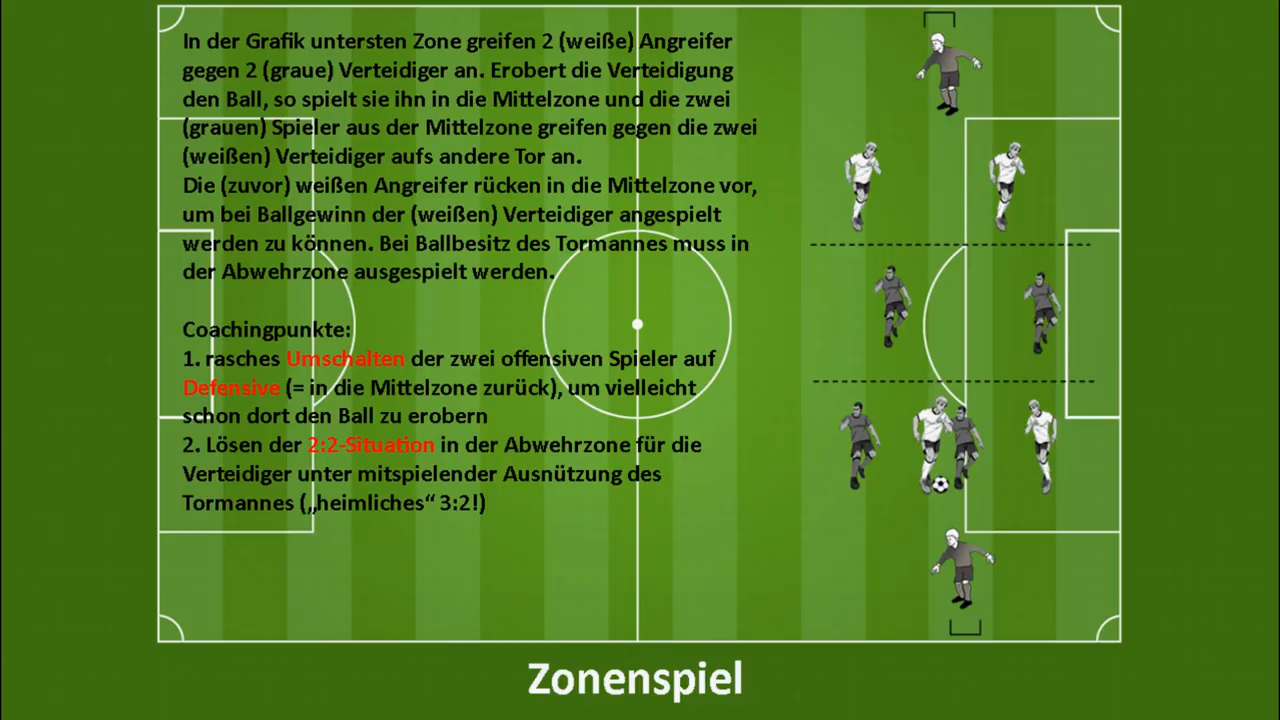 In der Grafik untersten Zone greifen 2 (weiße) Angreifer
gegen 2 (graue) Verteidiger an. Erobert die Verteidigung
den Ball, so spielt sie ihn in die Mittelzone und die zwei
(grauen) Spieler aus der Mittelzone greifen gegen die zwei
(weißen) Verteidiger aufs andere Tor an.
Die (zuvor) weißen Angreifer rücken in die Mittelzone vor,
um bei Ballgewinn der (weißen) Verteidiger angespielt
werden zu können. Bei Ballbesitz des Tormannes muss in
der Abwehrzone ausgespielt werden.
Coachingpunkte:
1. rasches Umschalten der zwei offensiven Spieler auf
Defensive (= in die Mittelzone zurück), um vielleicht
schon dort den Ball zu erobern
2. Lösen der 2:2-Situation in der Abwehrzone für die
Verteidiger unter mitspielender Ausnützung des
Tormannes („heimliches“ 3:2!)
Zonenspiel